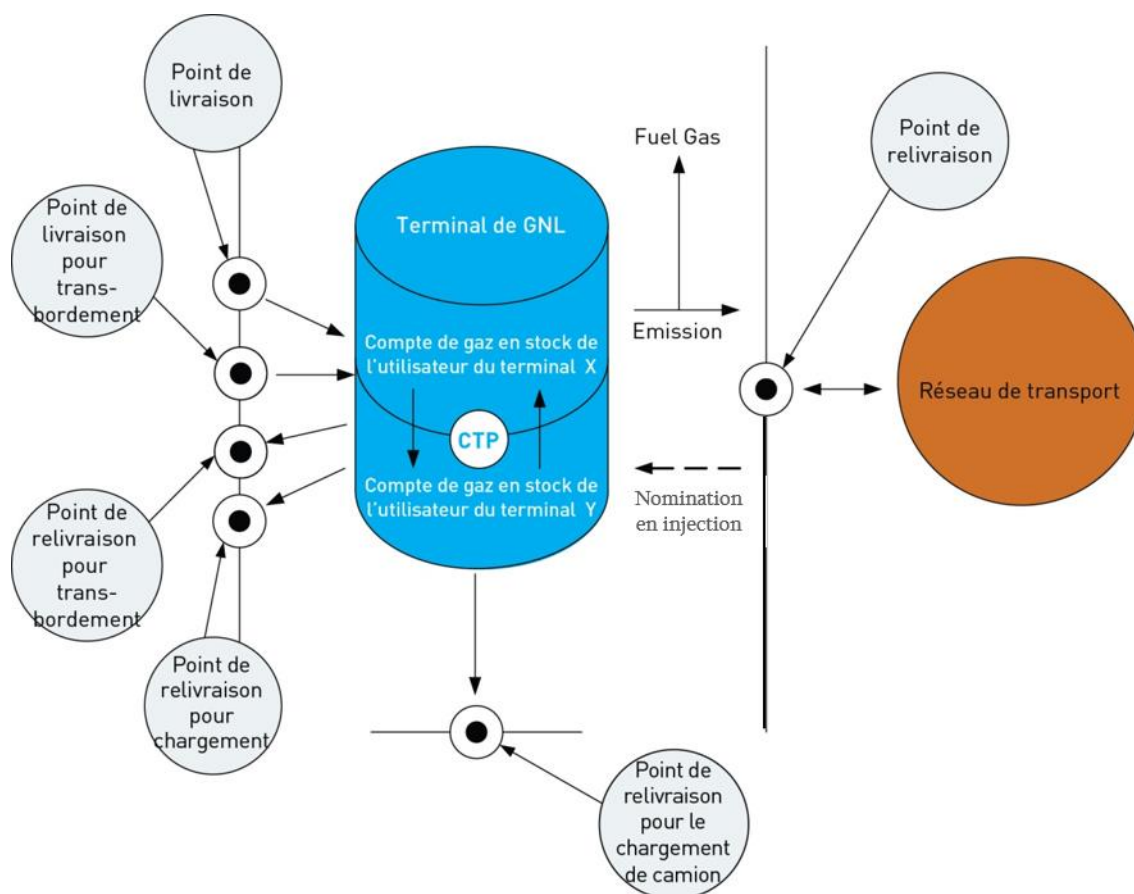 Point de
livraison
Point de
livraison
pour
trans-
bordement
Point de
relivraison
pour
trans-
bordement
Point de
relivraison
pour
chargement
Terminal de GNL
Compte de gaz en stock de
l'utilisateur du terminal X
CTP
Compte de gaz en stock de
l'utilisateur du terminal Y
Fuel Gas
Emission
Nomination
en injection
Point de
relivraison
Réseau de transport
Point de
relivraison
pour le
chargement
de camion